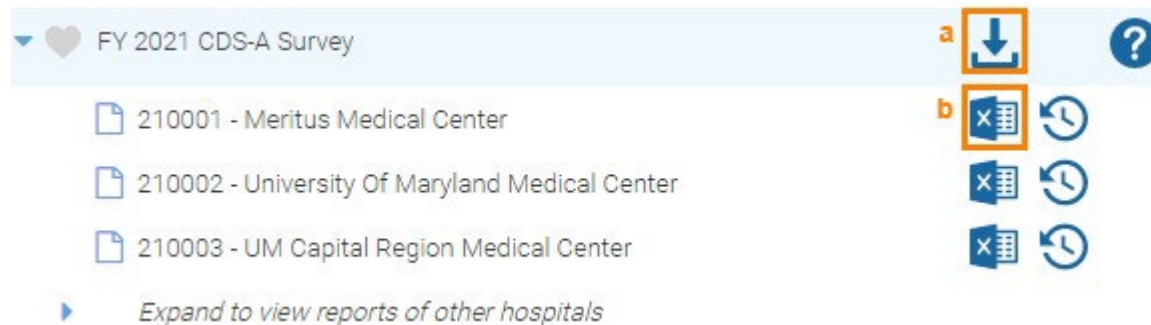 FY 2021 CDS-A Survey a ?
210001 - Meritus Medical Center b
210002 - University Of Maryland Medical Center
210003 - UM Capital Region Medical Center
Expand to view reports of other hospitals